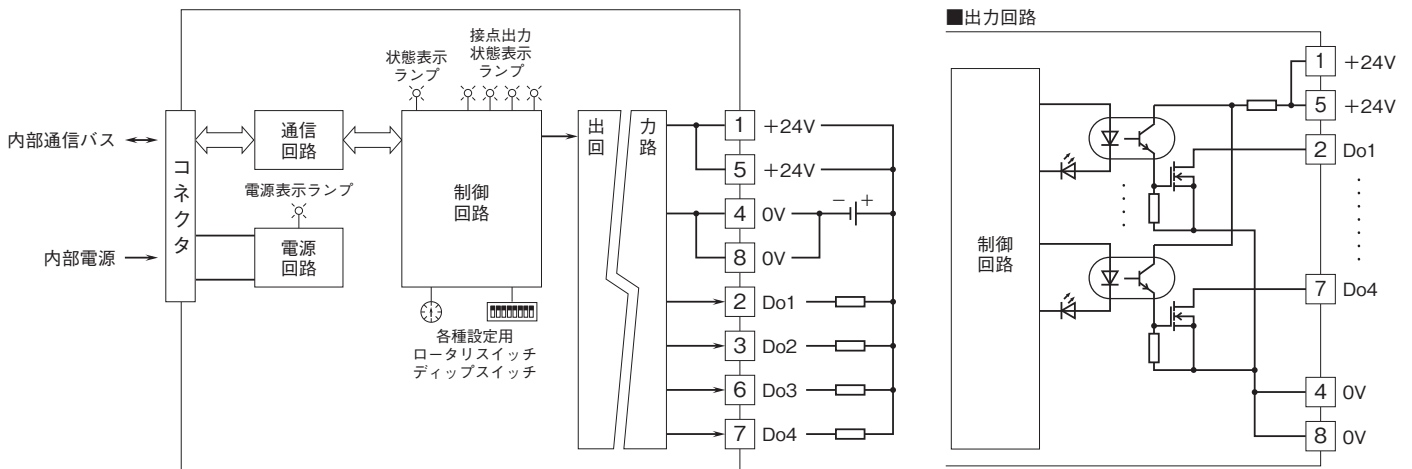 状態表示
ランプ
接点出力
状態表示
ランプ
内部通信バス
コネクタ
通信
回路
電源表示ランプ
内部電源
電源
回路
制御
回路
各種設定用
ロータリスイッチ
ディップスイッチ
出力
回路
1 +24V
5 +24V
4 0V
− +
8 0V
2 Do1
3 Do2
6 Do3
7 Do4
■出力回路
制御
回路
1 +24V
5 +24V
2 Do1
7 Do4
4 0V
8 0V